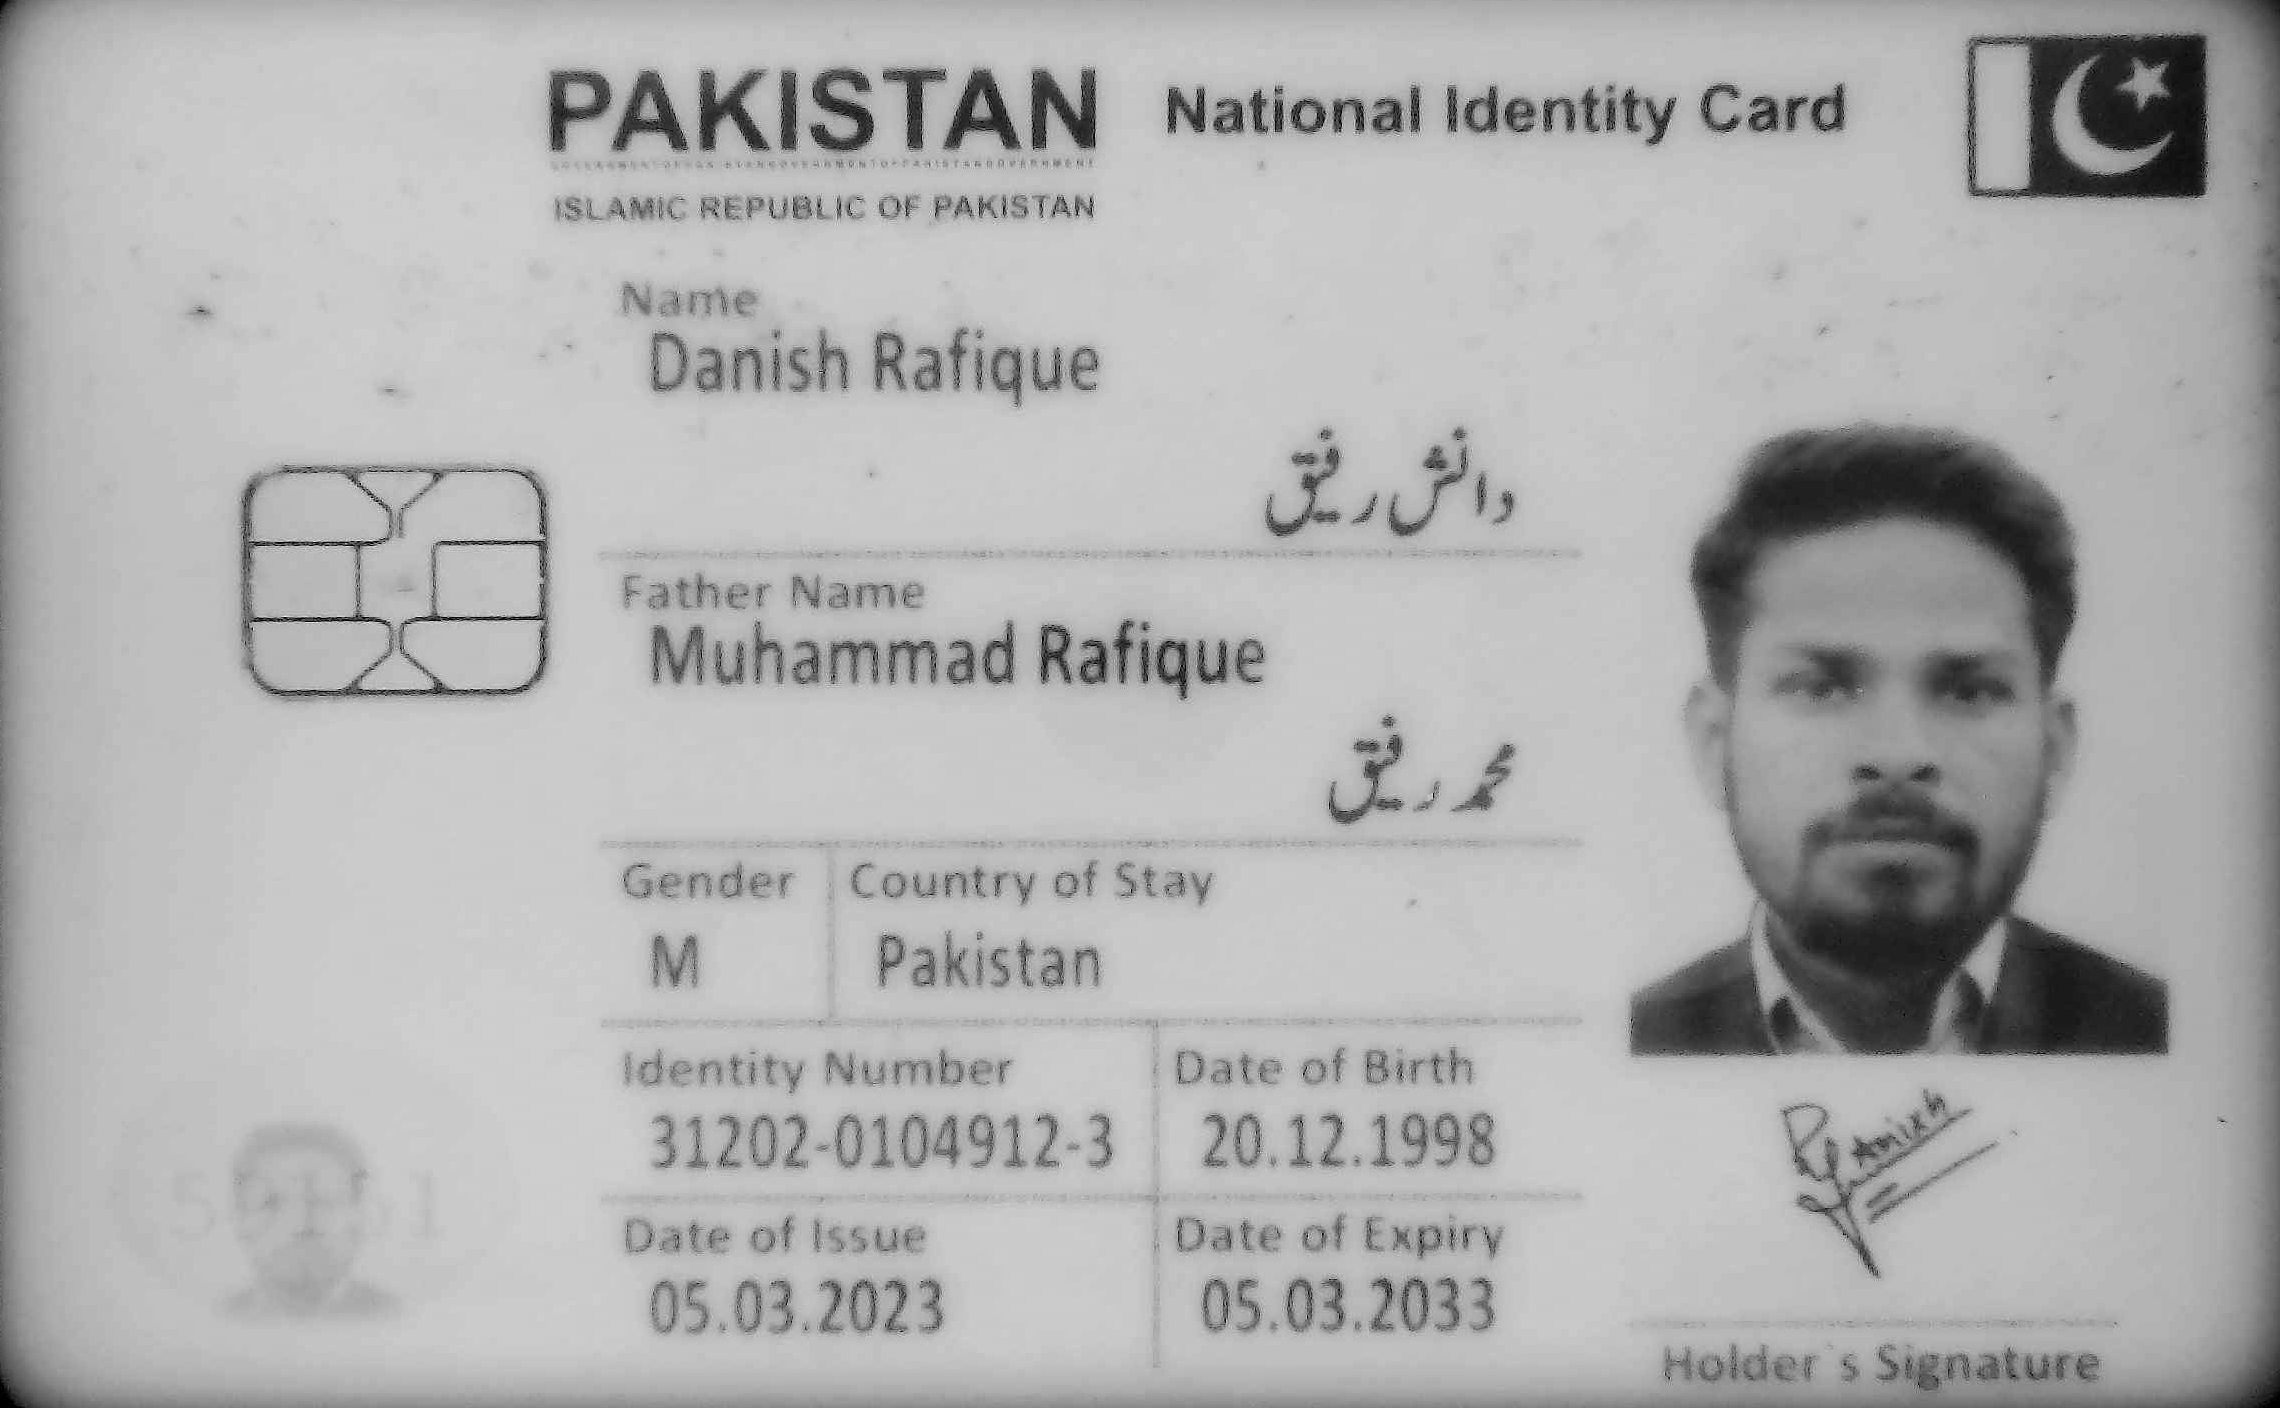 PAKISTAN National Identity Card
ISLAMIC REPUBLIC OF PAKISTAN
Name
Danish Rafique
دانش رفیق
Father Name
Muhammad Rafique
محمد رفیق
Gender Country of Stay
M Pakistan
Identity Number Date of Birth
31202-0104912-3 20.12.1998
Date of Issue Date of Expiry
05.03.2023 05.03.2033
Holder`s Signature